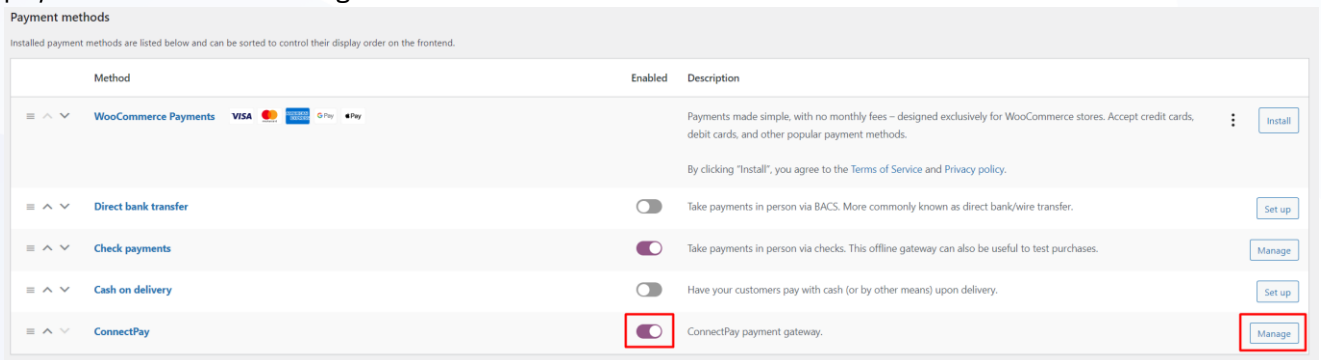 Payment methods
Installed payment methods are listed below and can be sorted to control their display order on the frontend.
Method Enabled Description
WooCommerce Payments VISA G Pay Pay Payments made simple, with no monthly fees – designed exclusively for WooCommerce stores. Accept credit cards, Install
debit cards, and other popular payment methods.
By clicking "Install", you agree to the Terms of Service and Privacy policy.
Direct bank transfer Take payments in person via BACS. More commonly known as direct bank/wire transfer. Set up
Check payments Take payments in person via checks. This offline gateway can also be useful to test purchases. Manage
Cash on delivery Have your customers pay with cash (or by other means) upon delivery. Set up
ConnectPay ConnectPay payment gateway. Manage